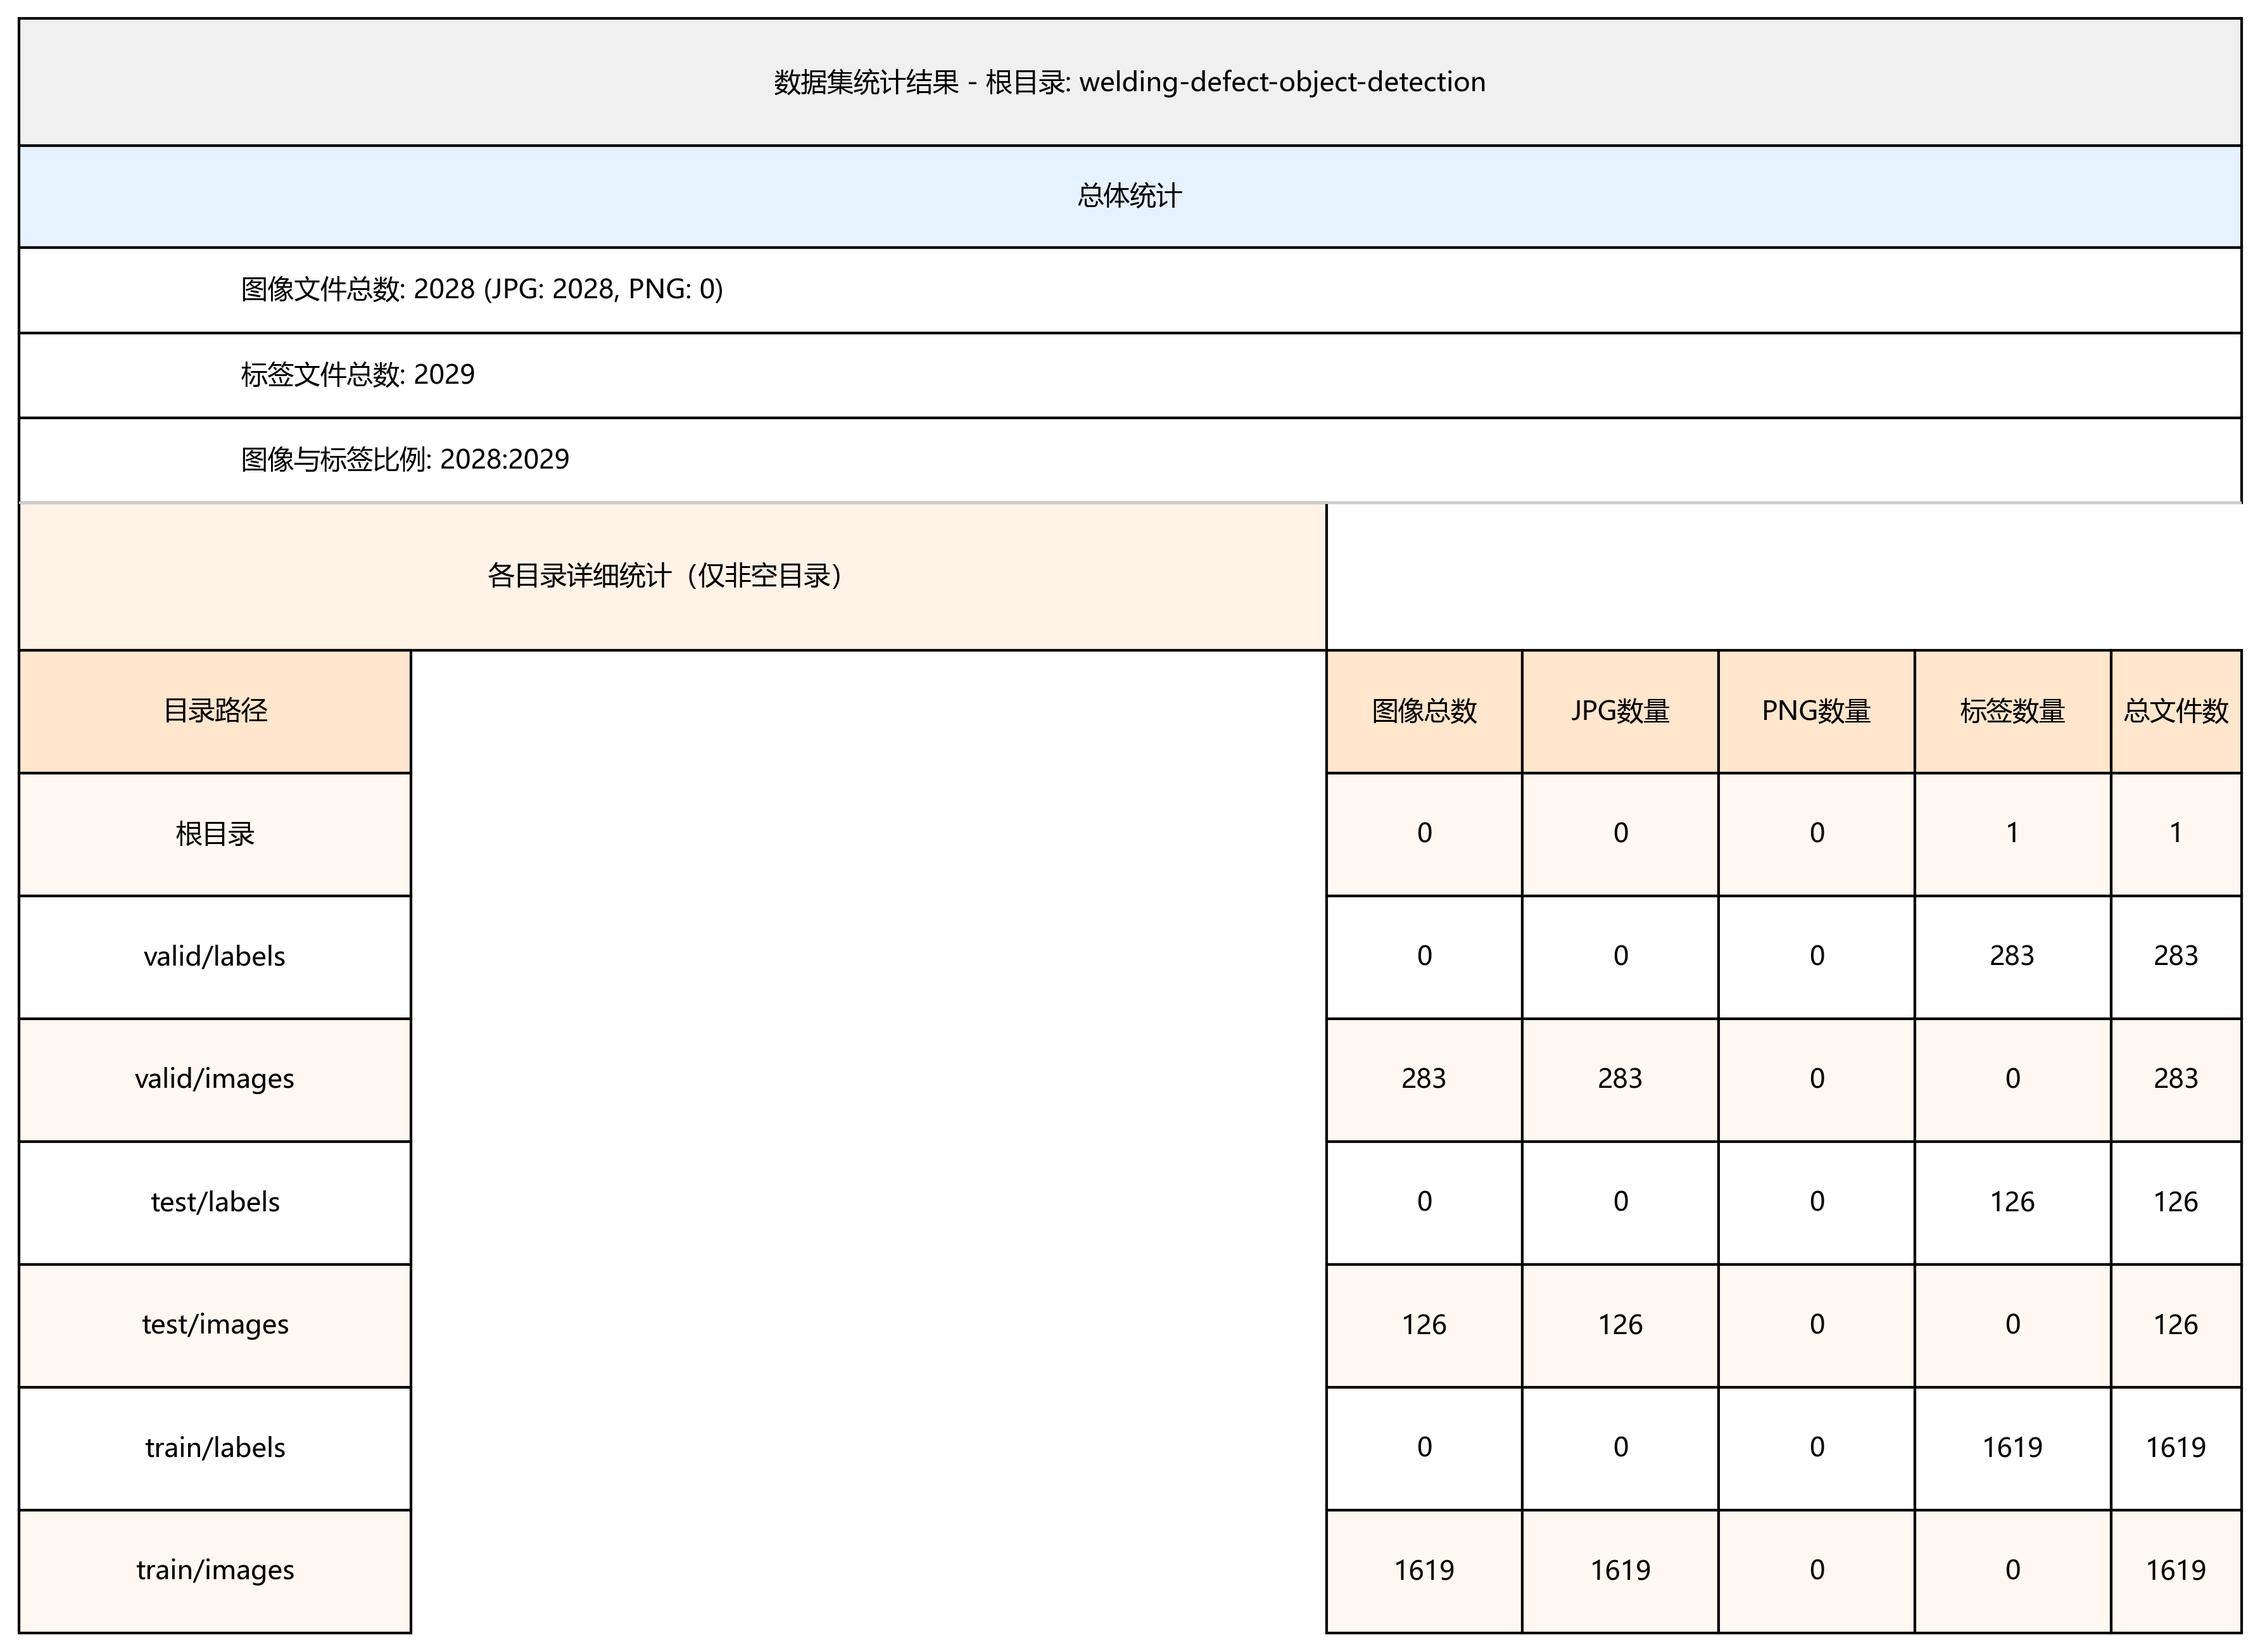 数据集统计结果 - 根目录: welding-defect-object-detection
总体统计
图像文件总数: 2028 (JPG: 2028, PNG: 0)
标签文件总数: 2029
图像与标签比例: 2028:2029
各目录详细统计（仅非空目录）
目录路径 图像总数 JPG数量 PNG数量 标签数量 总文件数
根目录 0 0 0 1 1
valid/labels 0 0 0 283 283
valid/images 283 283 0 0 283
test/labels 0 0 0 126 126
test/images 126 126 0 0 126
train/labels 0 0 0 1619 1619
train/images 1619 1619 0 0 1619